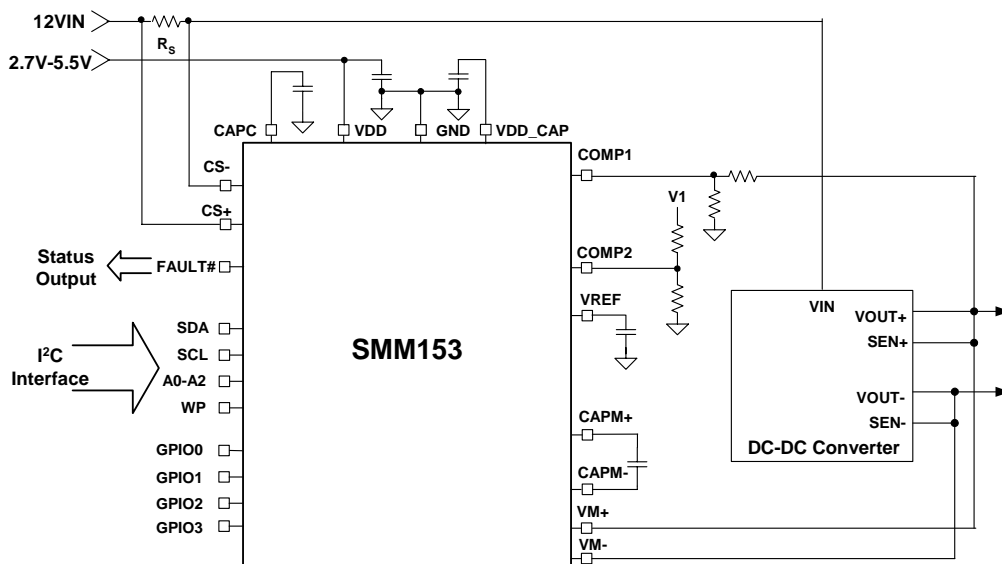 12VIN
RS
2.7V-5.5V
CAPC
VDD
GND
VDD_CAP
CS-
CS+
COMP1
V1
Status
Output
FAULT#
COMP2
VREF
VIN
VOUT+
SEN+
VOUT-
SEN-
DC-DC Converter
SMM153
I²C
Interface
SDA
SCL
A0-A2
WP
GPIO0
GPIO1
GPIO2
GPIO3
CAPM+
CAPM-
VM+
VM-